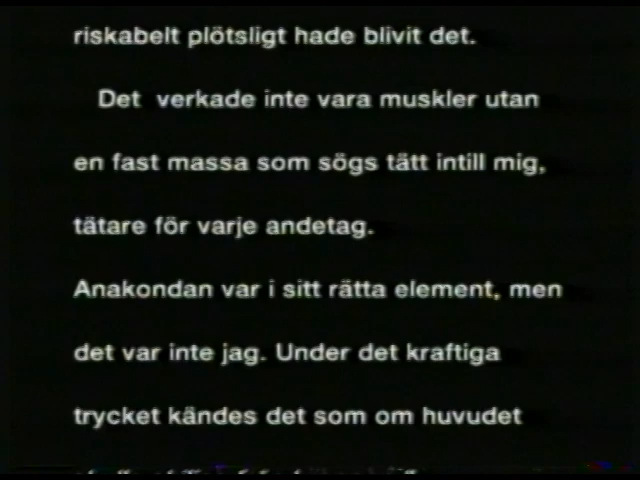 riskabelt plötsligt hade blivit det.
Det verkade inte vara muskler utan
en fast massa som sögs tätt intill mig,
tätare för varje andetag.
Anakondan var i sitt rätta element, men
det var inte jag. Under det kraftiga
trycket kändes det som om huvudet